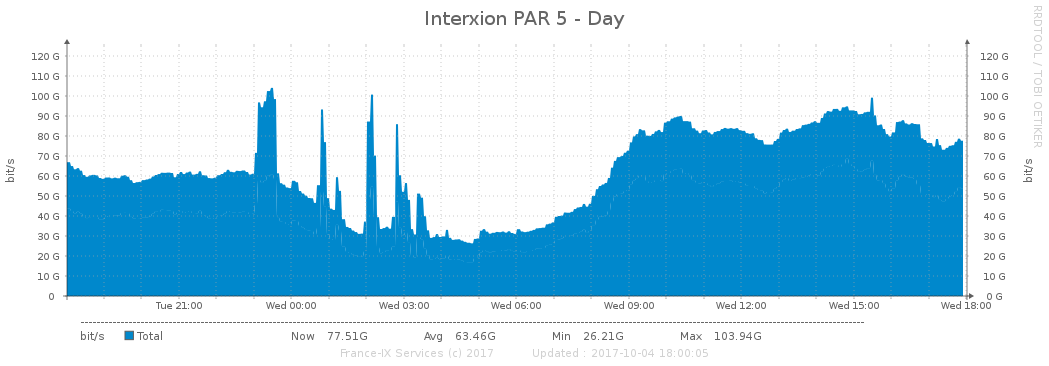 Interxion PAR 5 - Day
RRDTOOL / TOBI OETIKER
bit/s
120 G 120 G
110 G 110 G
100 G 100 G
90 G 90 G
80 G 80 G
70 G 70 G
60 G 60 G
50 G 50 G
40 G 40 G
30 G 30 G
20 G 20 G
10 G 10 G
0 0 G
bit/s
Tue 21:00 Wed 00:00 Wed 03:00 Wed 06:00 Wed 09:00 Wed 12:00 Wed 15:00 Wed 18:00
bit/s Total Now 77.51G Avg 63.46G Min 26.21G Max 103.94G
France-IX Services (c) 2017 Updated : 2017-10-04 18:00:05